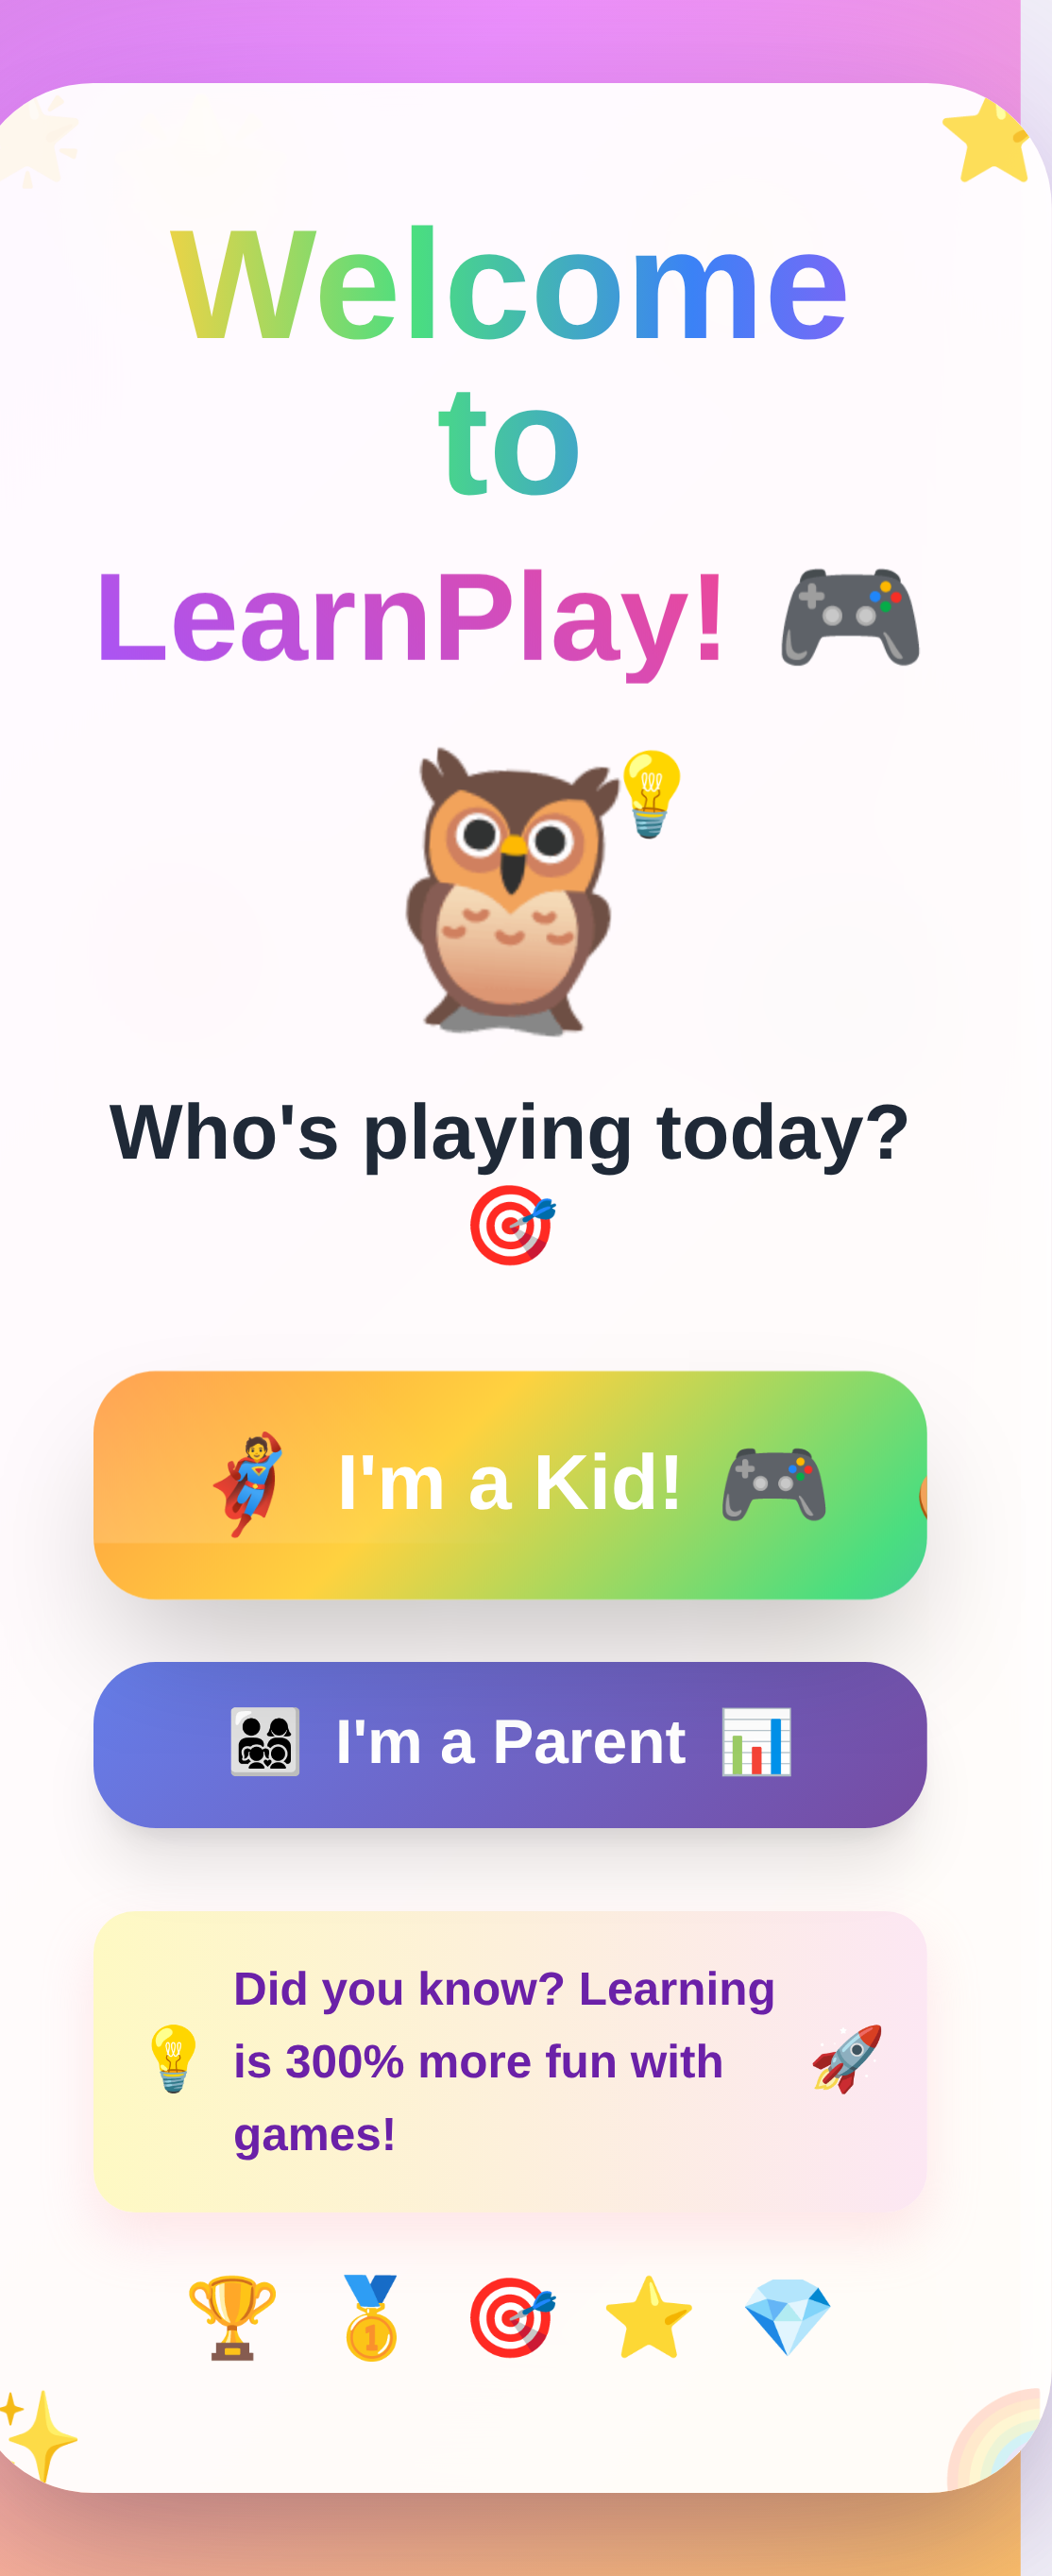 Welcome
to
LearnPlay!
Who's playing today?
I'm a Kid!
I'm a Parent
Did you know? Learning
is 300% more fun with
games!